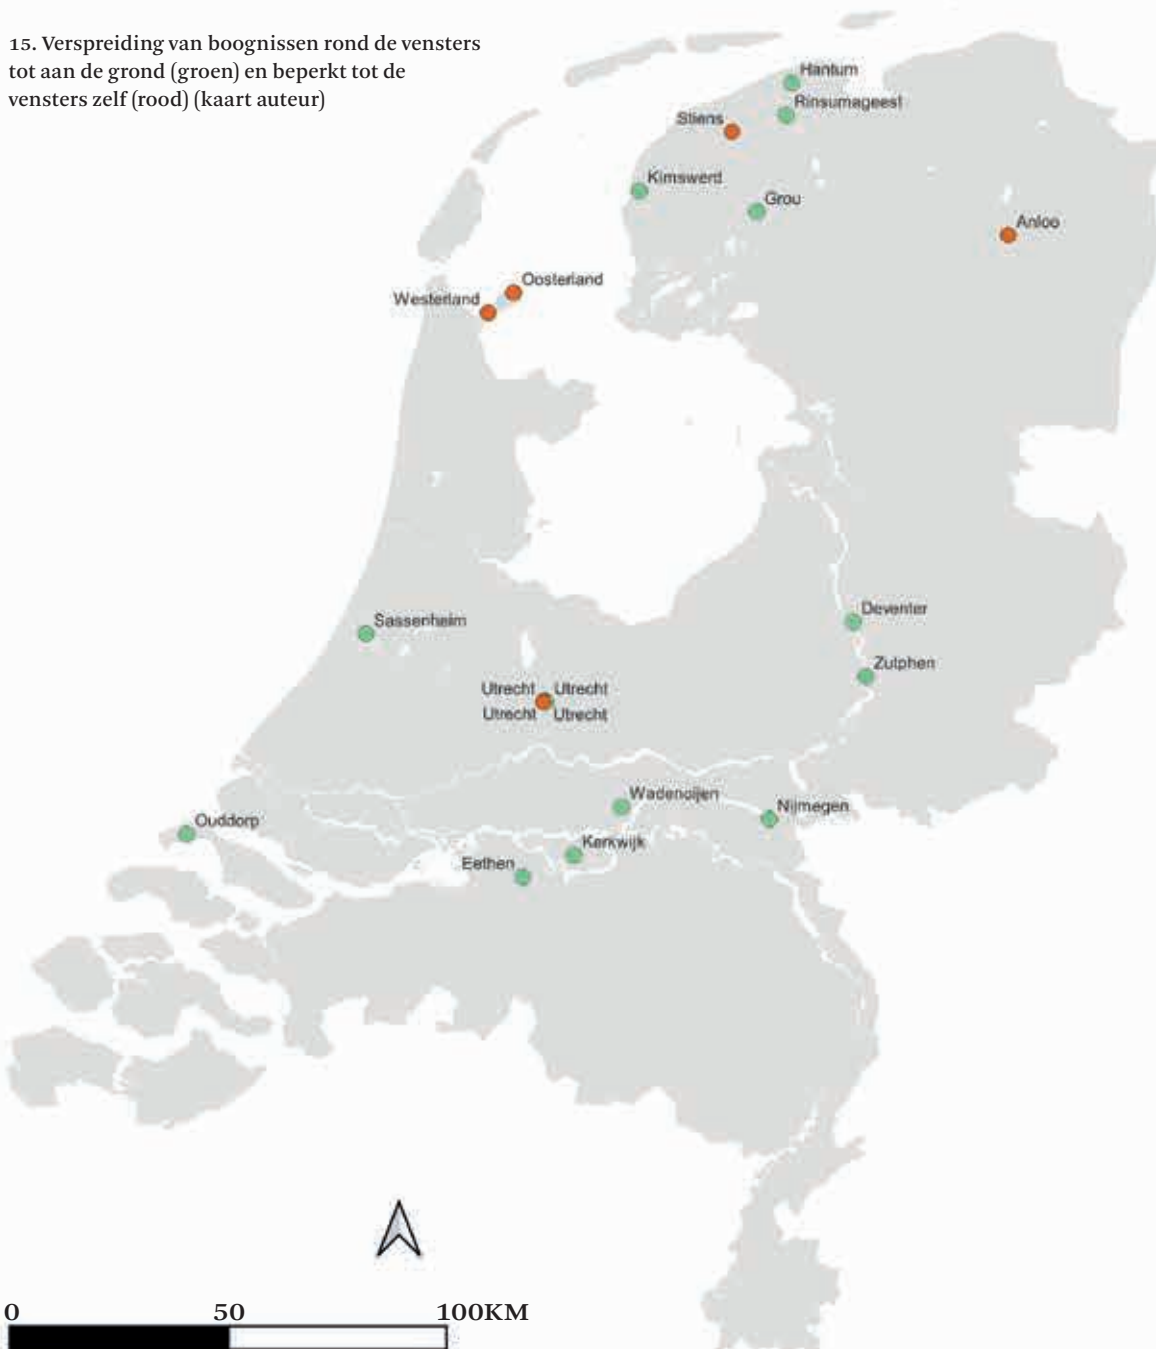 15. Verspreiding van boognissen rond de vensters
tot aan de grond (groen) en beperkt tot de
vensters zelf (rood) (kaart auteur)
Hantum
Rinsumageest
Stiens
Kimswerd
Grou
Anloo
Oosterland
Westerland
Deventer
Sassenheim
Zutphen
Utrecht Utrecht
Utrecht Utrecht
Wadenoijen
Nijmegen
Ouddorp
Kerkwijk
Eethen
0 50 100KM